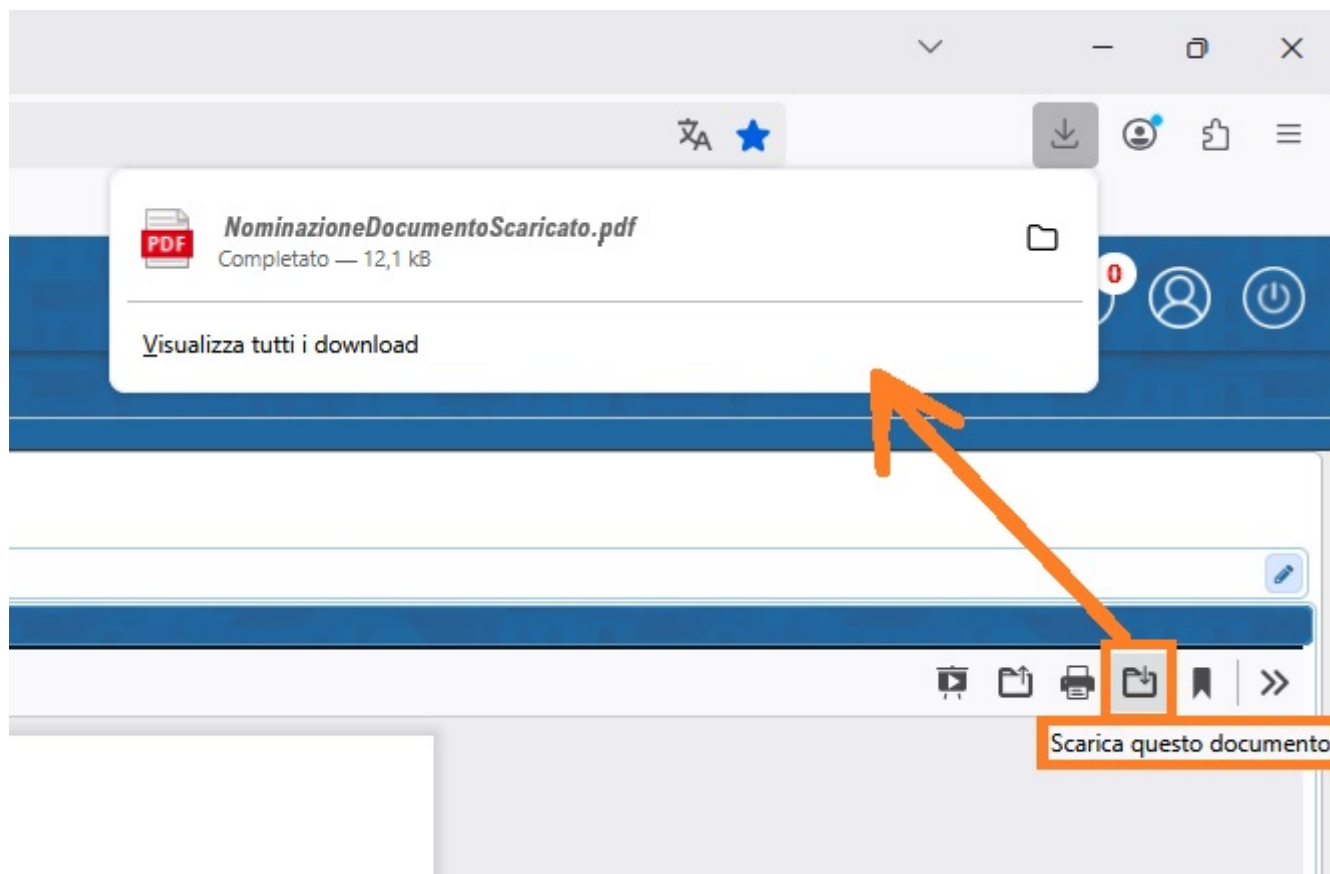 PDF
NominazioneDocumentoScaricato.pdf
Completato — 12,1 kB
0
Visualizza tutti i download
Scarica questo documento